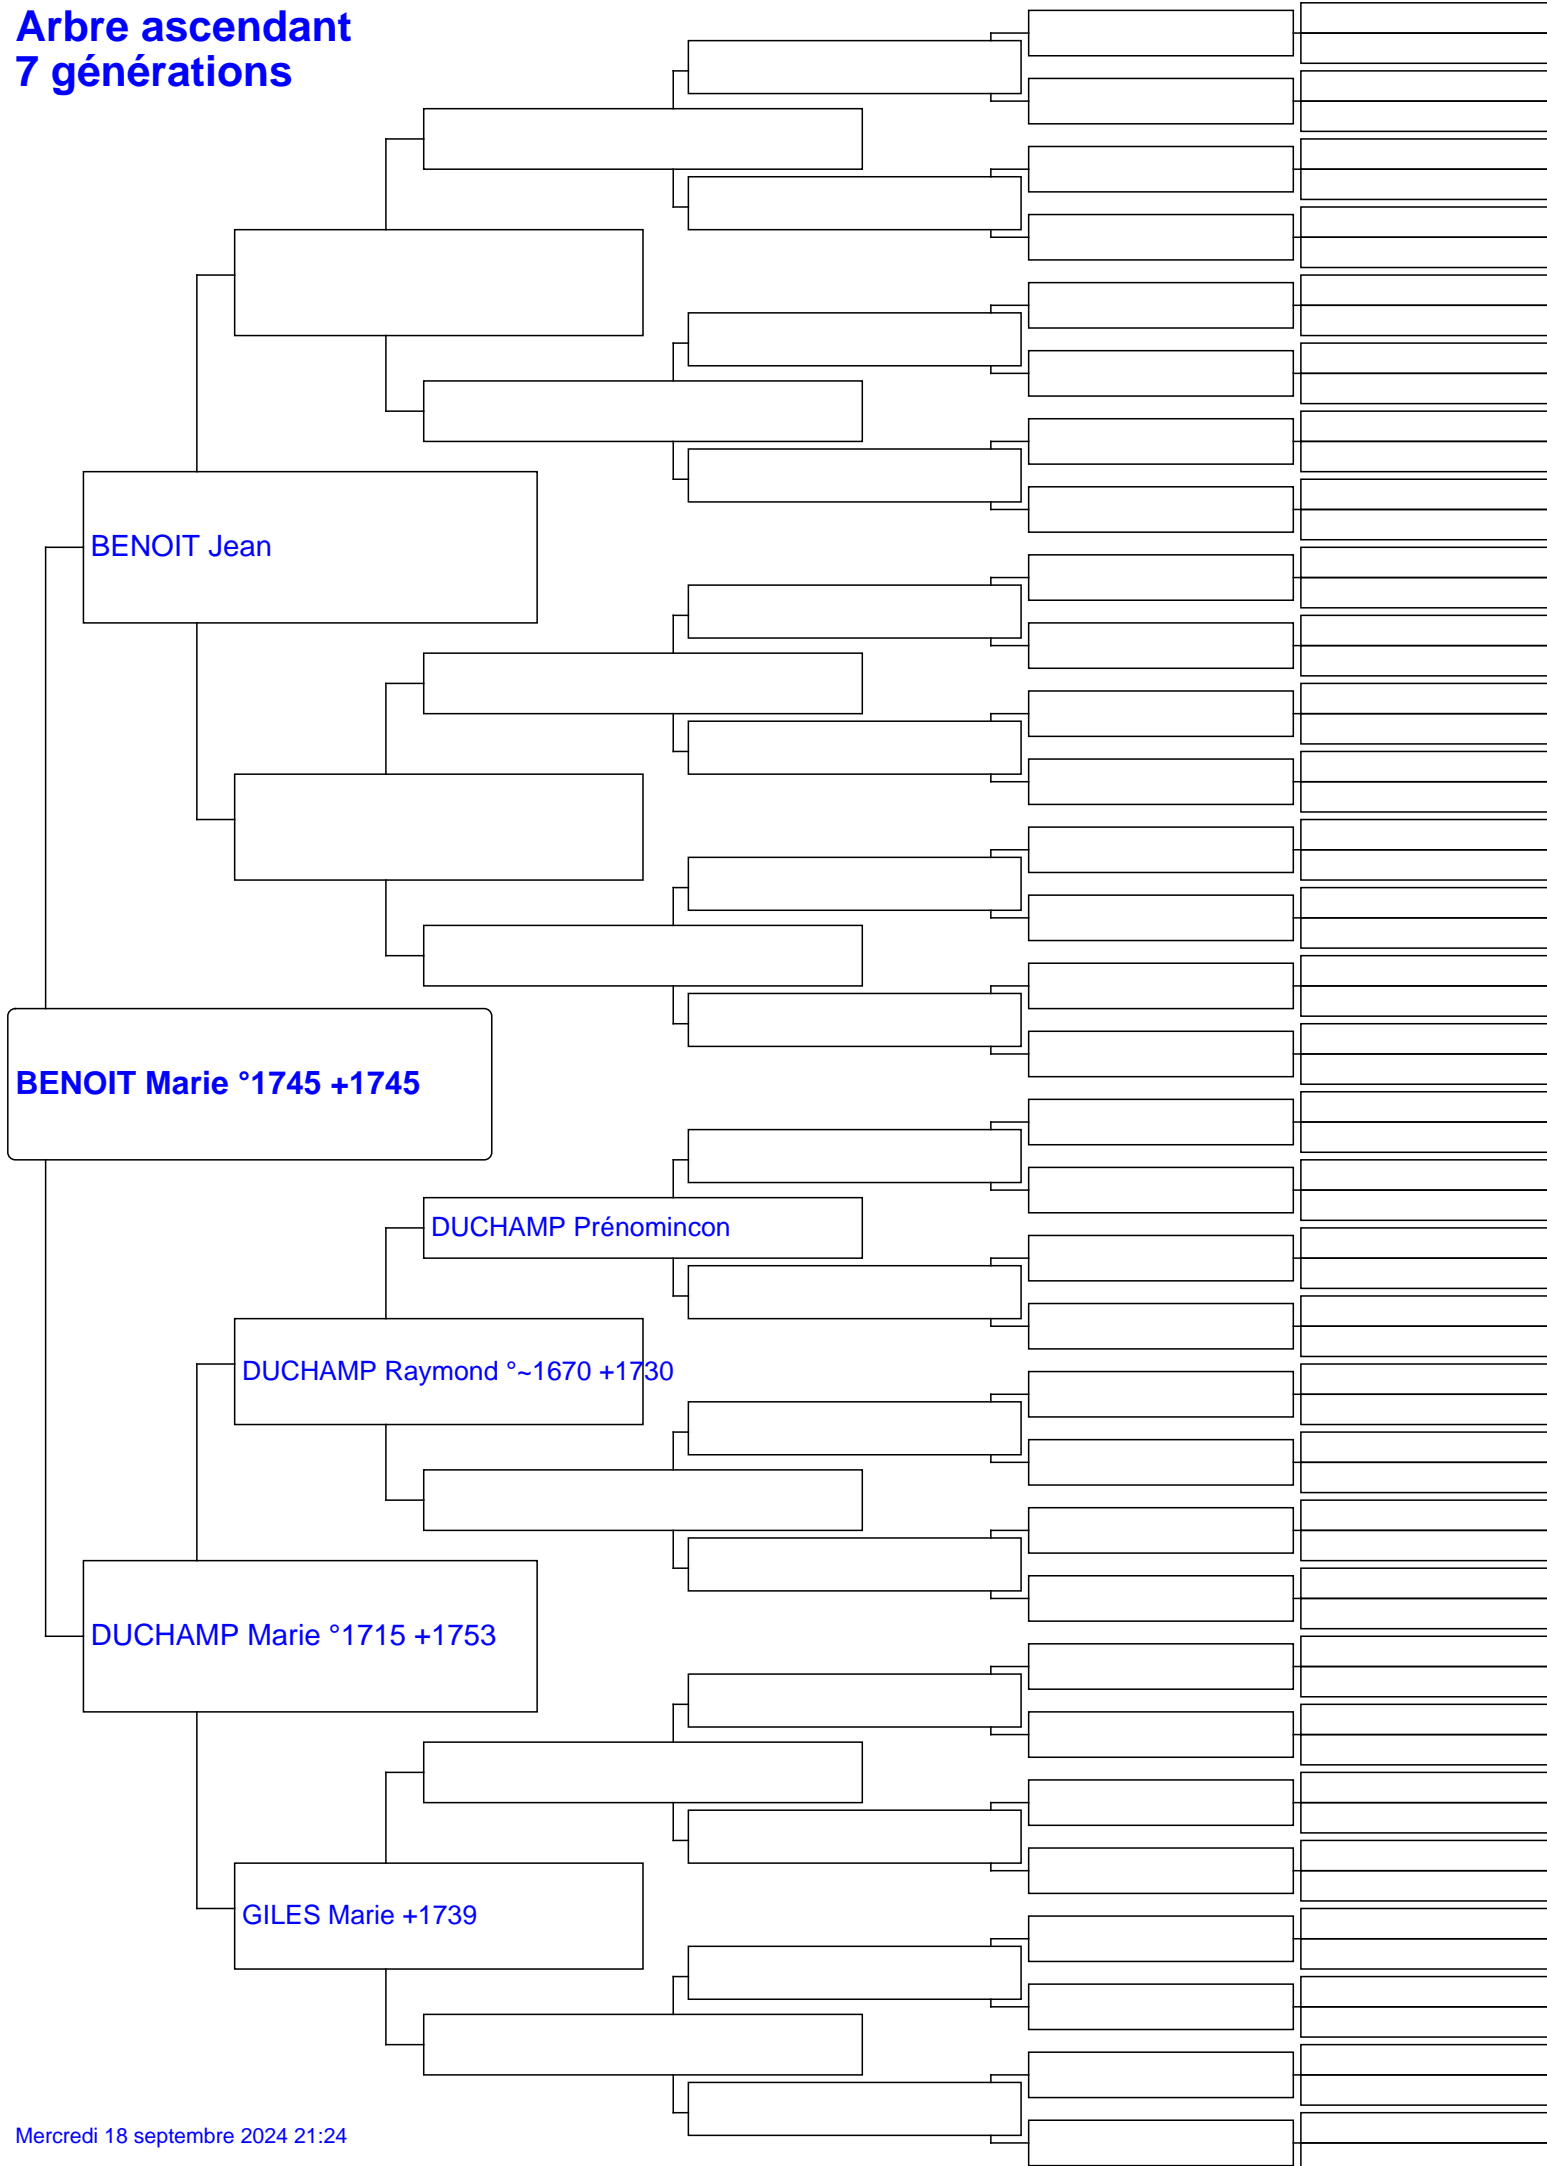 Arbre ascendant
7 générations
BENOIT Jean
BENOIT Marie °1745 +1745
DUCHAMP Prénomincon
DUCHAMP Raymond °~1670 +1730
DUCHAMP Marie °1715 +1753
GILES Marie +1739
Mercredi 18 septembre 2024 21:24